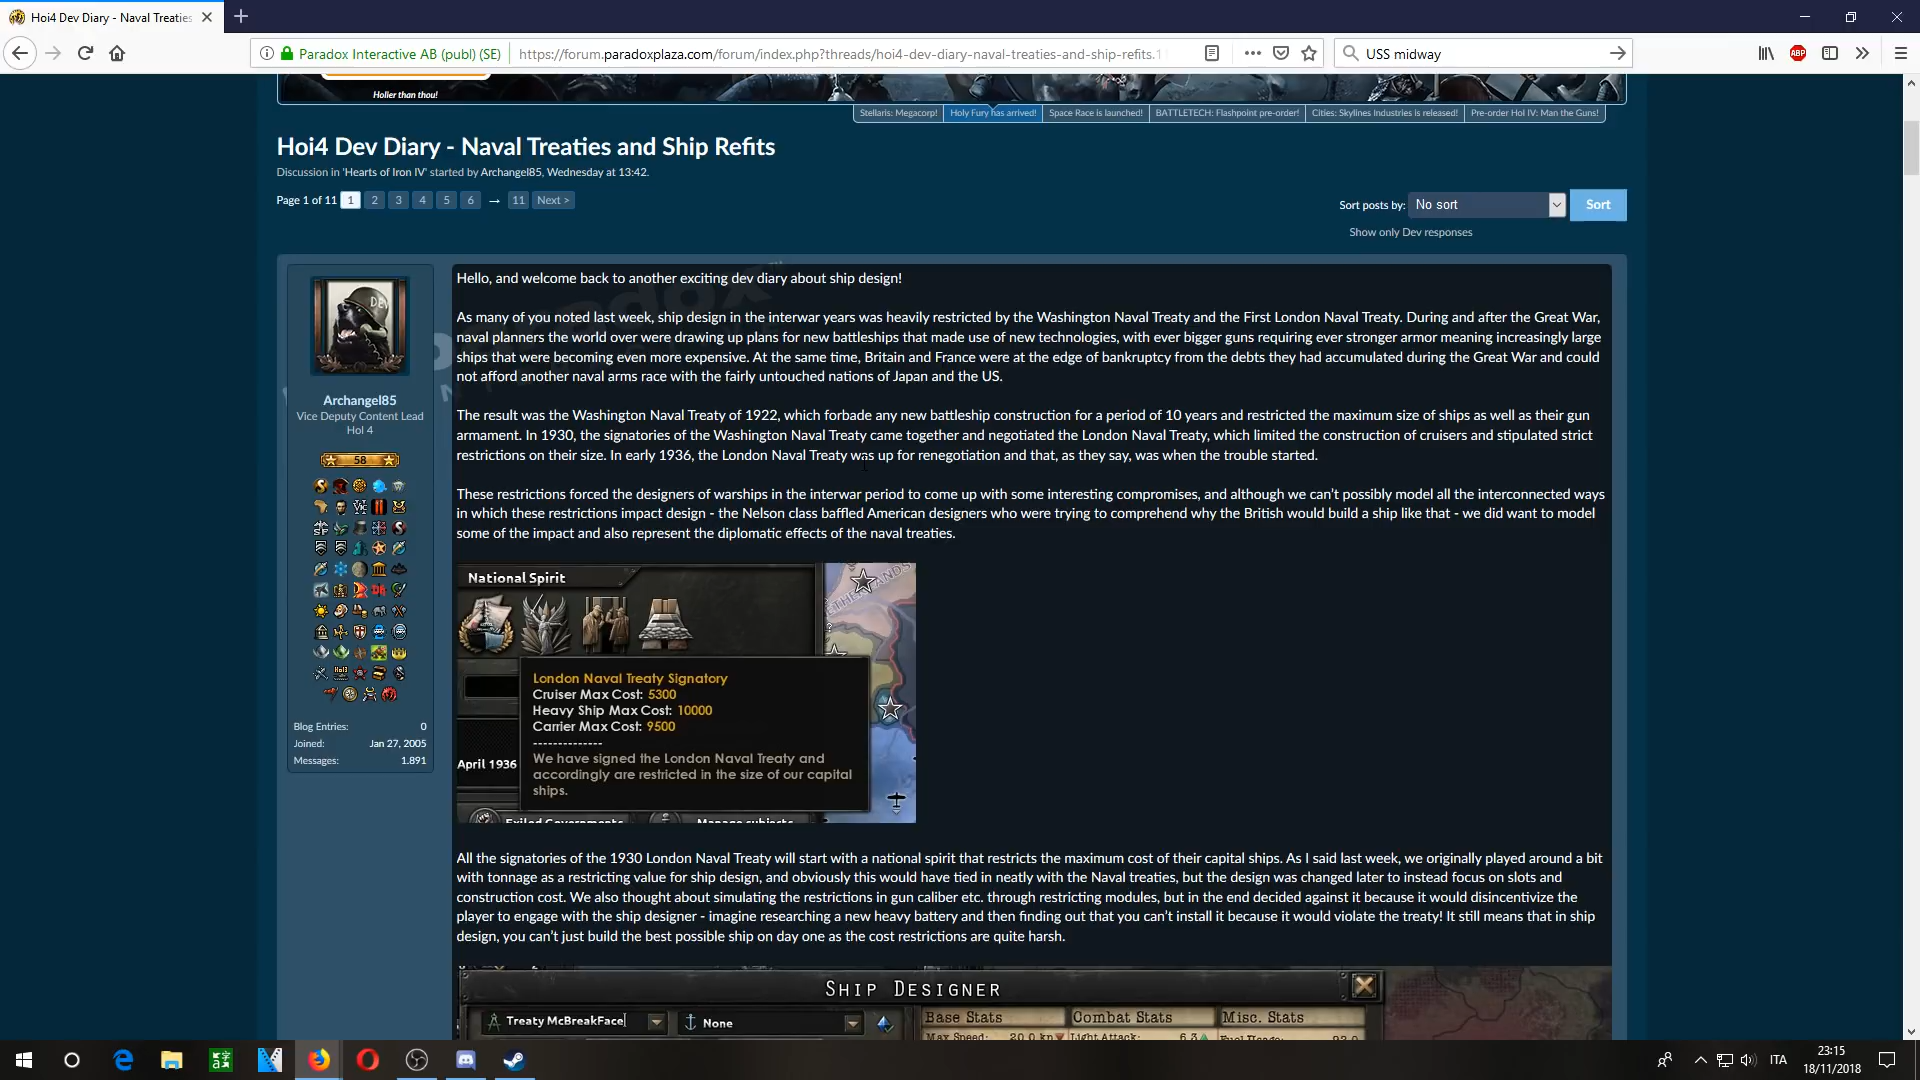 Hoi4 Dev Diary - Naval Treaties
Paradox Interactive AB (publ) (SE)
https://forum.paradoxplaza.com/forum/index.php?threads/hoi4-dev-diary-naval-treaties-and-ship-refits.1
USS midway
ABP
Holier than thou!
Stellaris: Megacorp!
Holy Fury has arrived!
Space Race is launched!
BATTLETECH: Flashpoint pre-order!
Cities: Skylines Industries is released!
Pre-order HoI IV: Man the Guns!
Hoi4 Dev Diary - Naval Treaties and Ship Refits
Discussion in 'Hearts of Iron IV' started by Archangel85, Wednesday at 13:42.
Page 1 of 11 1 2 3 4 5 6 → 11 Next >
Sort posts by: No sort Sort
Show only Dev responses
Archangel85
Vice Deputy Content Lead
HoI 4
58
Blog Entries: 0
Joined: Jan 27, 2005
Messages: 1.891
Hello, and welcome back to another exciting dev diary about ship design!
As many of you noted last week, ship design in the interwar years was heavily restricted by the Washington Naval Treaty and the First London Naval Treaty. During and after the Great War,
naval planners the world over were drawing up plans for new battleships that made use of new technologies, with ever bigger guns requiring ever stronger armor meaning increasingly large
ships that were becoming even more expensive. At the same time, Britain and France were at the edge of bankruptcy from the debts they had accumulated during the Great War and could
not afford another naval arms race with the fairly untouched nations of Japan and the US.
The result was the Washington Naval Treaty of 1922, which forbade any new battleship construction for a period of 10 years and restricted the maximum size of ships as well as their gun
armament. In 1930, the signatories of the Washington Naval Treaty came together and negotiated the London Naval Treaty, which limited the construction of cruisers and stipulated strict
restrictions on their size. In early 1936, the London Naval Treaty was up for renegotiation and that, as they say, was when the trouble started.
These restrictions forced the designers of warships in the interwar period to come up with some interesting compromises, and although we can't possibly model all the interconnected ways
in which these restrictions impact design - the Nelson class baffled American designers who were trying to comprehend why the British would build a ship like that - we did want to model
some of the impact and also represent the diplomatic effects of the naval treaties.
National Spirit
London Naval Treaty Signatory
Cruiser Max Cost: 5300
Heavy Ship Max Cost: 10000
Carrier Max Cost: 9500
--------------
We have signed the London Naval Treaty and
accordingly are restricted in the size of our capital
ships.
April 1936
Exiled Governments
Manage subjects
All the signatories of the 1930 London Naval Treaty will start with a national spirit that restricts the maximum cost of their capital ships. As I said last week, we originally played around a bit
with tonnage as a restricting value for ship design, and obviously this would have tied in neatly with the Naval treaties, but the design was changed later to instead focus on slots and
construction cost. We also thought about simulating the restrictions in gun caliber etc. through restricting modules, but in the end decided against it because it would disincentivize the
player to engage with the ship designer - imagine researching a new heavy battery and then finding out that you can't install it because it would violate the treaty! It still means that in ship
design, you can't just build the best possible ship on day one as the cost restrictions are quite harsh.
Ship Designer
Treaty McBreakFace
None
Base Stats
Combat Stats
Misc. Stats
ITA
23:15
18/11/2018